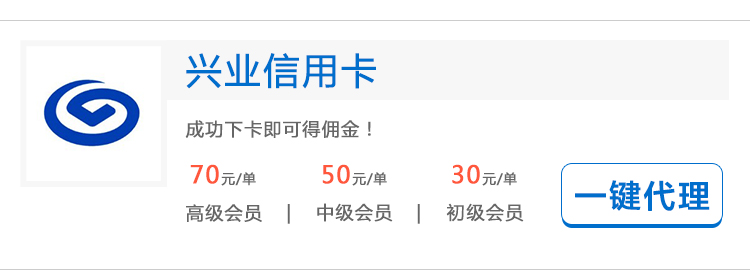 兴业信用卡
成功下卡即可得佣金！
70元/单 50元/单 30元/单
高级会员 | 中级会员 | 初级会员
一键代理